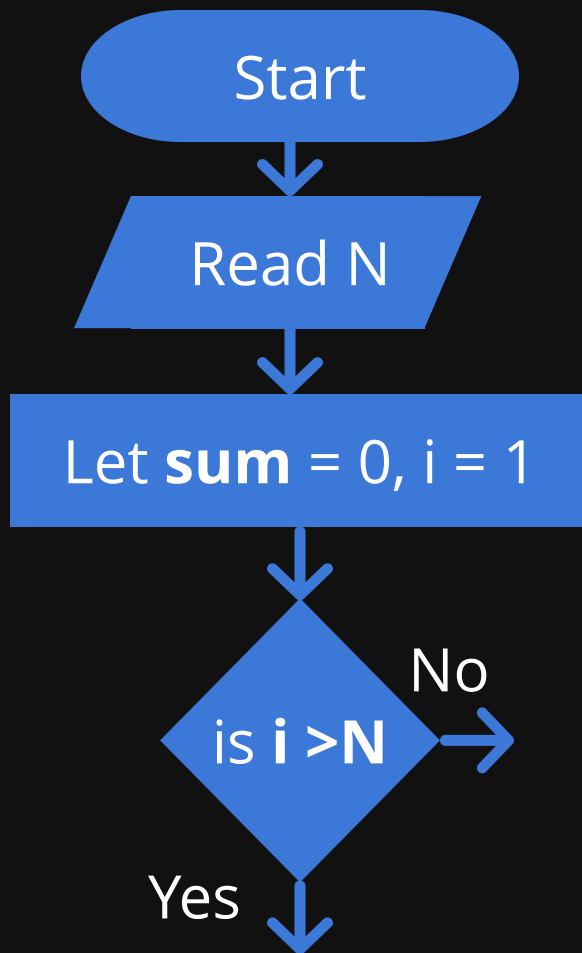 Start
Read N
Let sum = 0, i = 1
No
is i >N
Yes